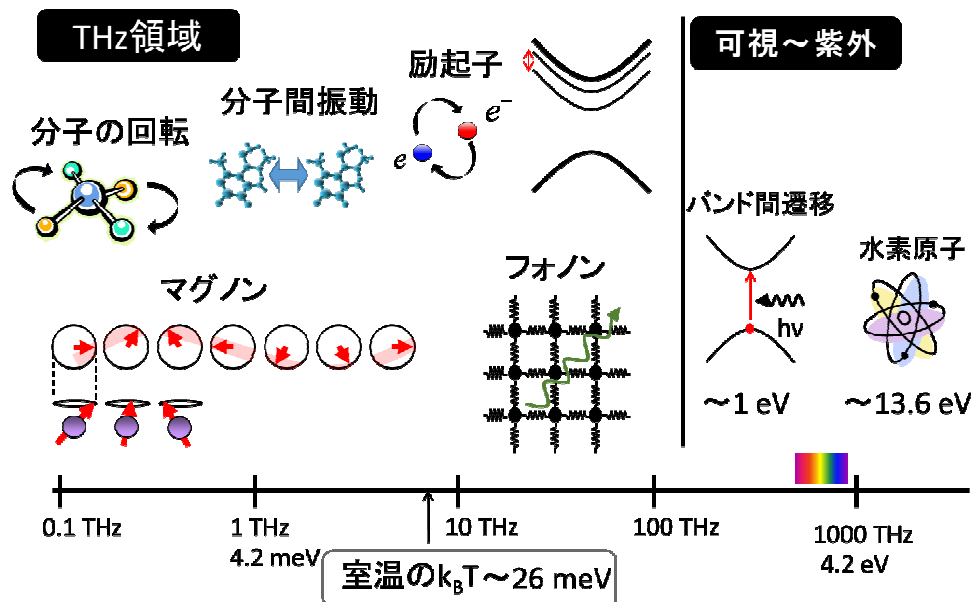 THz領域
可視～紫外
励起子
分子間振動
分子の回転
e⁻
e
バンド間遷移
水素原子
マグノン
フォノン
hν
～1 eV
～13.6 eV
0.1 THz
1 THz
10 THz
100 THz
1000 THz
4.2 meV
4.2 eV
室温のk_BT～26 meV